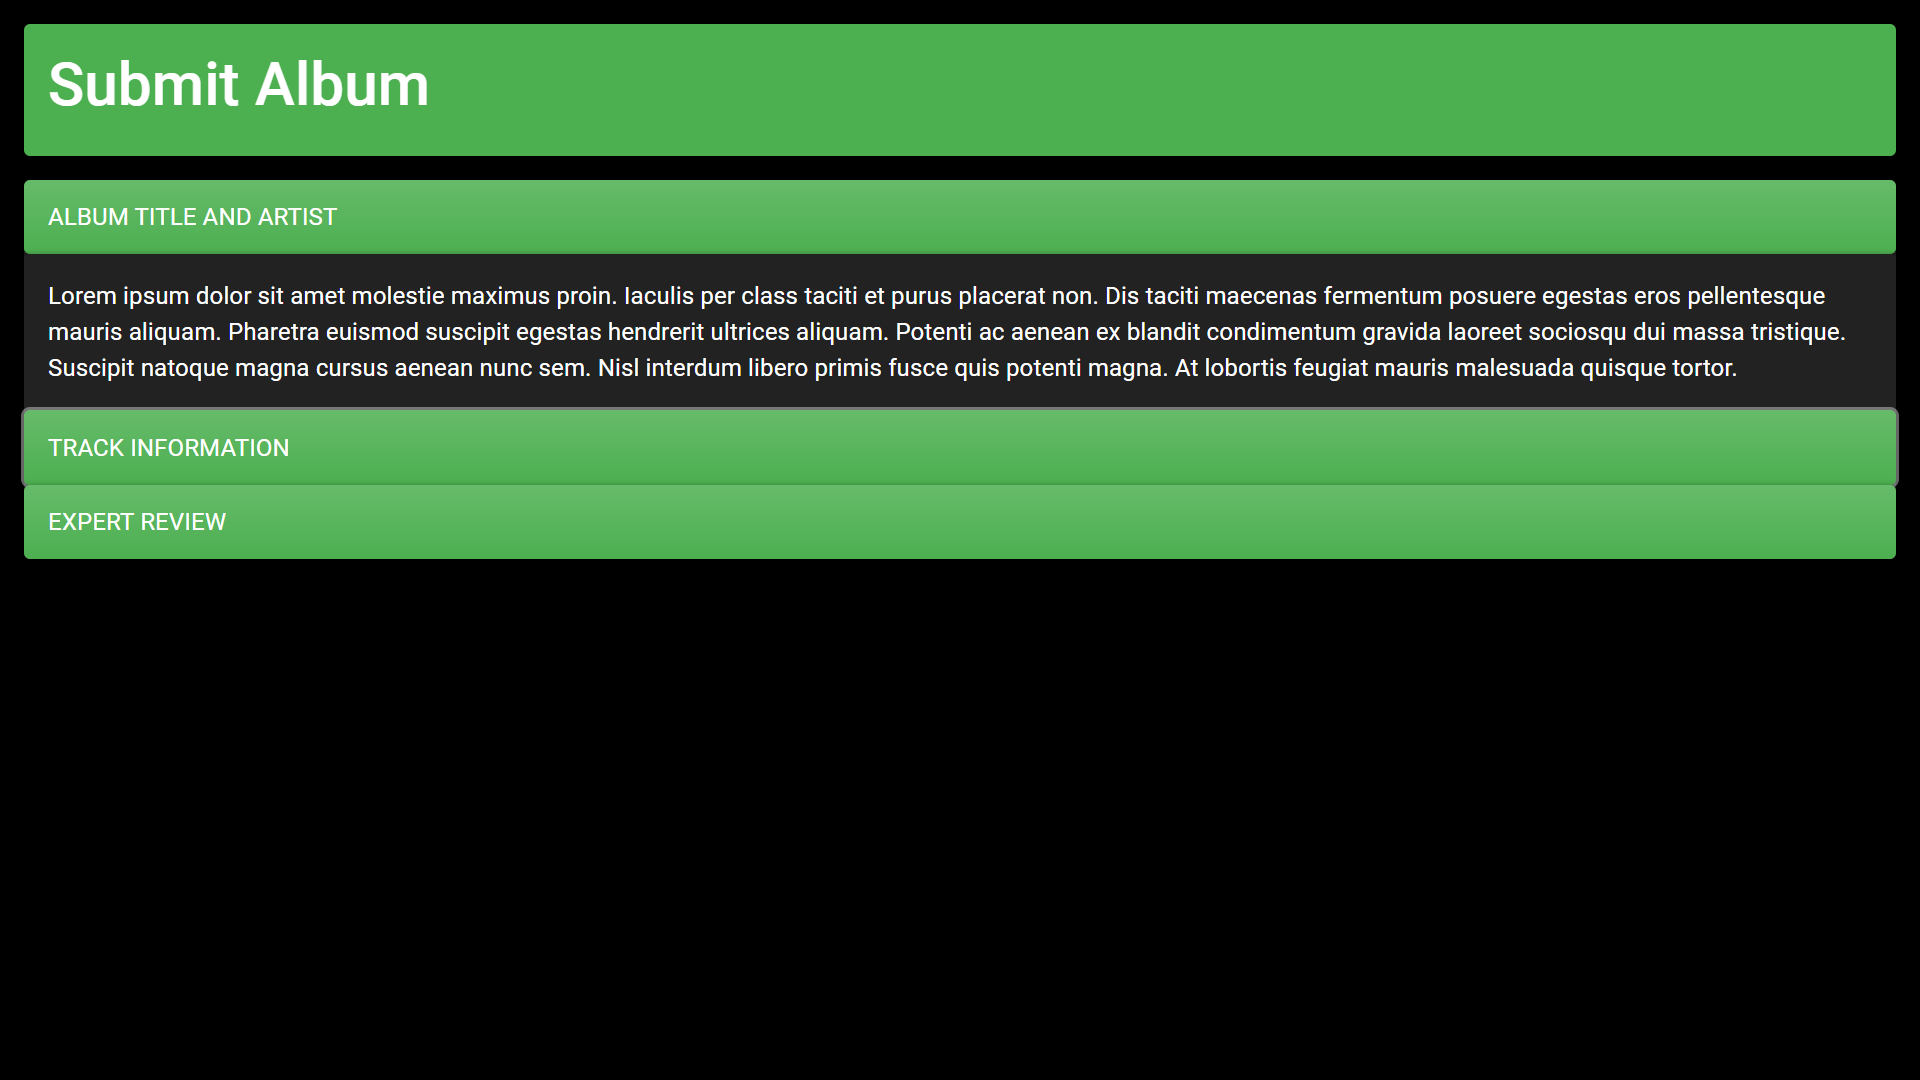 Submit Album
ALBUM TITLE AND ARTIST
Lorem ipsum dolor sit amet molestie maximus proin. Iaculis per class taciti et purus placerat non. Dis taciti maecenas fermentum posuere egestas eros pellentesque
mauris aliquam. Pharetra euismod suscipit egestas hendrerit ultrices aliquam. Potenti ac aenean ex blandit condimentum gravida laoreet sociosqu dui massa tristique.
Suscipit natoque magna cursus aenean nunc sem. Nisl interdum libero primis fusce quis potenti magna. At lobortis feugiat mauris malesuada quisque tortor.
TRACK INFORMATION
EXPERT REVIEW